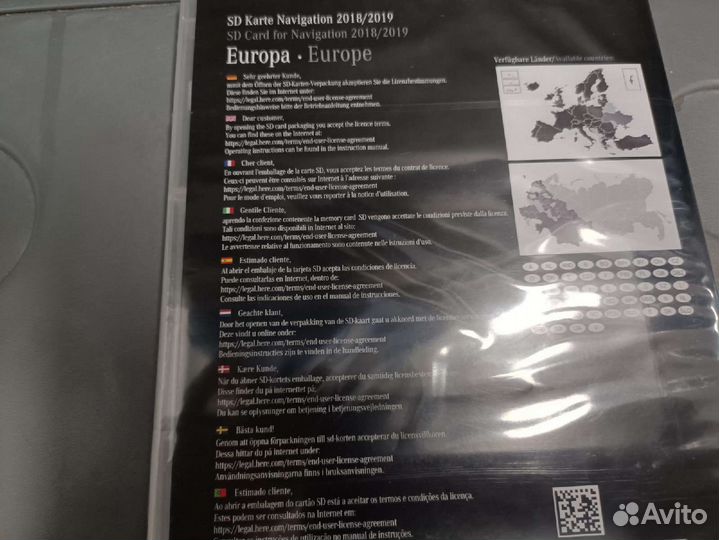 SD Karte Navigation 2018/2019
SD Card for Navigation 2018/2019
Europa · Europe
Verfügbare Länder/Available countries:
Sehr geehrter Kunde,
mit dem Öffnen der SD-Karten-Verpackung akzeptieren Sie die Lizenzbestimmungen.
Diese finden Sie im Internet unter:
https://legal.here.com/terms/end-user-license-agreement
Bedienungshinweise bitte der Betriebsanleitung entnehmen.
Dear customer,
By opening the SD card packaging you accept the licence terms.
You can find these on the Internet at:
https://legal.here.com/terms/end-user-license-agreement
Operating instructions can be found in the instruction manual.
Cher client,
En ouvrant l'emballage de la carte SD, vous acceptez les termes du contrat de licence.
Ceux-ci peuvent être consultés sur Internet à l'adresse suivante :
https://legal.here.com/terms/end-user-license-agreement
Pour le mode d'emploi, veuillez vous reporter à la notice d'utilisation.
Gentile Cliente,
aprendo la confezione contenente la memory card SD vengono accettate le condizioni previste dalla licenza.
Tali condizioni sono disponibili in Internet al sito:
https://legal.here.com/terms/end-user-license-agreement
Le avvertenze relative al funzionamento sono contenute nelle istruzioni d'uso.
Estimado cliente,
Al abrir el embalaje de la tarjeta SD acepta las condiciones de licencia.
Puede consultarlas en Internet, dentro de:
https://legal.here.com/terms/end-user-license-agreement
Consulte las indicaciones de uso en el manual de instrucciones.
Geachte klant,
Door het openen van de verpakking van de SD-kaart gaat u akkoord met de
Deze vindt u online onder:
https://legal.here.com/terms/end-user-license-agreement
Bedieningsinstructies zijn te vinden in de handleiding.
Kære Kunde,
Når du åbner SD-kortets emballage, accepterer du samtidig
Disse finder du på internettet på:
https://legal.here.com/terms/end-user-license-agreement
Du kan se oplysninger om betjening i betjeningsvejledningen.
Bästa kund!
Genom att öppna förpackningen till sd-korten accepterar du licensvillkoren.
Dessa hittar du på internet under:
https://legal.here.com/terms/end-user-license-agreement
Användningsanvisningarna finns i bruksanvisningen.
Estimado cliente,
Ao abrir a embalagem do cartão SD está a aceitar os termos e condições da licença.
Estes podem ser consultados na Internet em:
https://legal.here.com/terms/end-user-license-agreement
Consultar as instruções de utilização no manual de instruções.
Avito